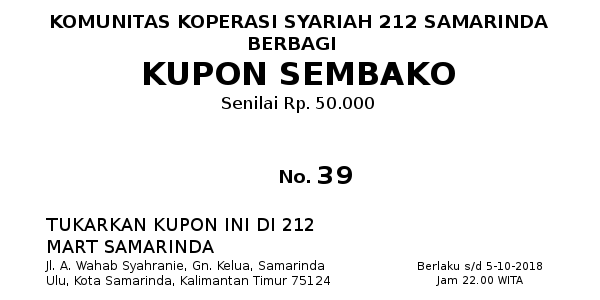 KOMUNITAS KOPERASI SYARIAH 212 SAMARINDA
BERBAGI
KUPON SEMBAKO
Senilai Rp. 50.000
No. 39
TUKARKAN KUPON INI DI 212
MART SAMARINDA
Jl. A. Wahab Syahranie, Gn. Kelua, Samarinda
Ulu, Kota Samarinda, Kalimantan Timur 75124
Berlaku s/d 5-10-2018
Jam 22.00 WITA